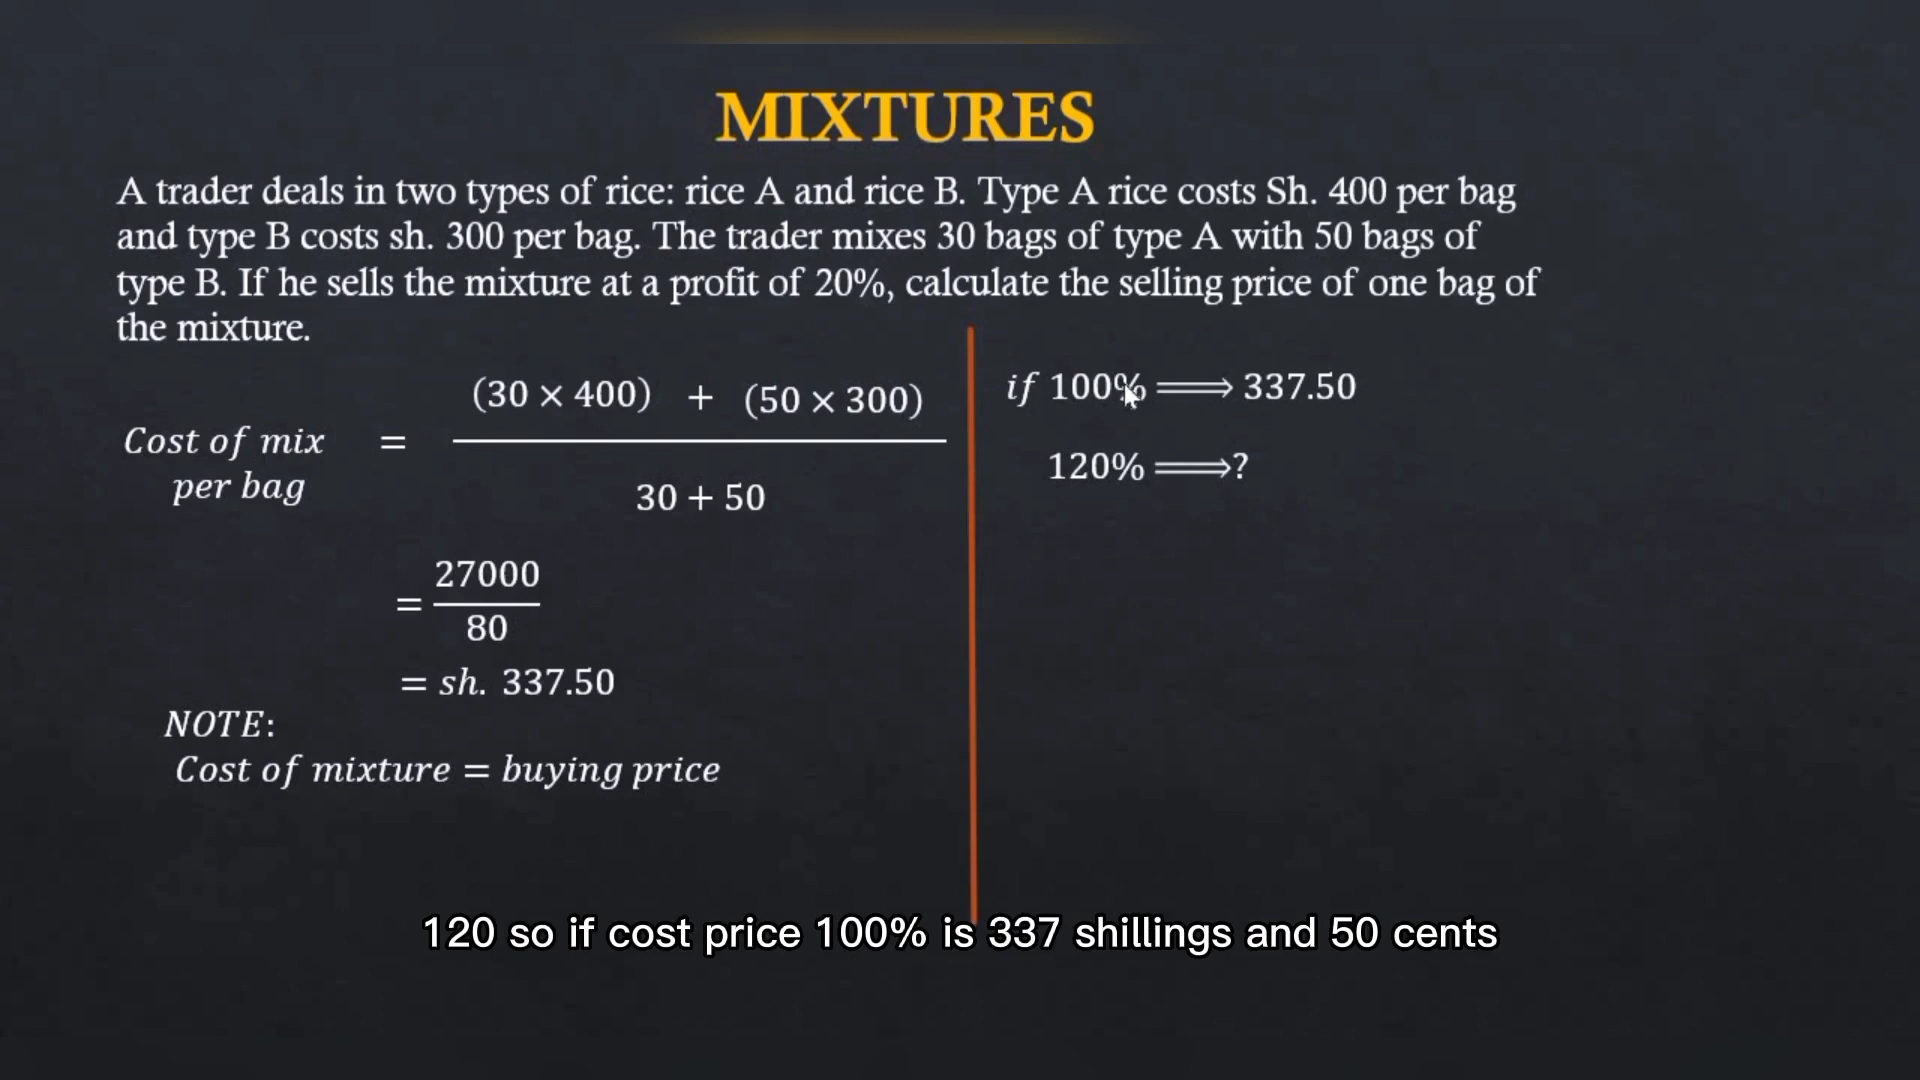 MIXTURES
A trader deals in two types of rice: rice A and rice B. Type A rice costs Sh. 400 per bag
and type B costs sh. 300 per bag. The trader mixes 30 bags of type A with 50 bags of
type B. If he sells the mixture at a profit of 20%, calculate the selling price of one bag of
the mixture.
Cost of mix
per bag
=
(30 × 400) + (50 × 300)
30 + 50
= 27000
80
= sh. 337.50
NOTE:
Cost of mixture = buying price
if 100% ⟹ 337.50
120% ⟹?
120 so if cost price 100% is 337 shillings and 50 cents